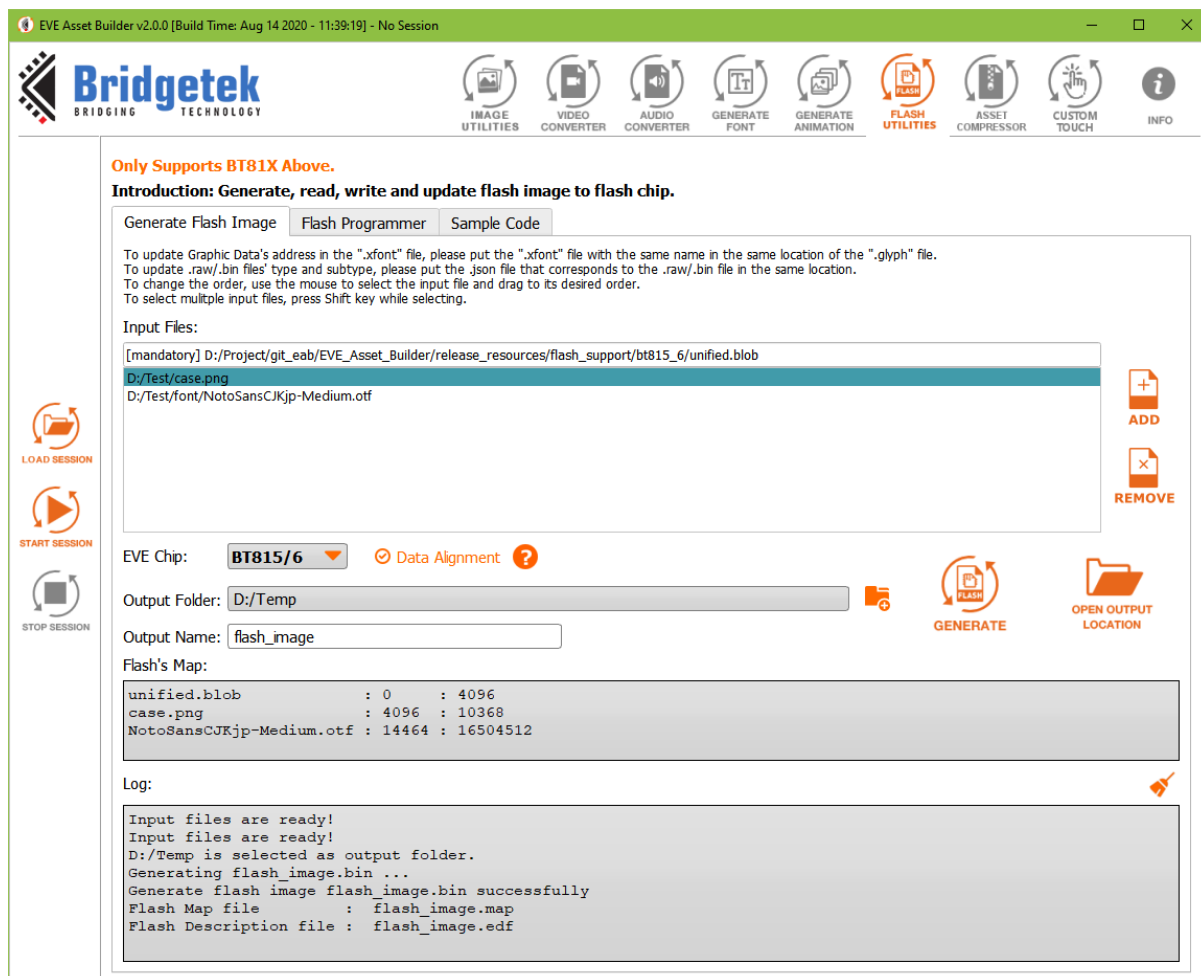 EVE Asset Builder v2.0.0 [Build Time: Aug 14 2020 - 11:39:19] - No Session
Bridgetek
BRIDGING TECHNOLOGY
IMAGE UTILITIES
VIDEO CONVERTER
AUDIO CONVERTER
GENERATE FONT
GENERATE ANIMATION
FLASH
FLASH UTILITIES
ASSET COMPRESSOR
CUSTOM TOUCH
INFO
Only Supports BT81X Above.
Introduction: Generate, read, write and update flash image to flash chip.
Generate Flash Image
Flash Programmer
Sample Code
To update Graphic Data's address in the ".xfont" file, please put the ".xfont" file with the same name in the same location of the ".glyph" file.
To update .raw/.bin files' type and subtype, please put the .json file that corresponds to the .raw/.bin file in the same location.
To change the order, use the mouse to select the input file and drag to its desired order.
To select mulitple input files, press Shift key while selecting.
Input Files:
[mandatory] D:/Project/git_eab/EVE_Asset_Builder/release_resources/flash_support/bt815_6/unified.blob
D:/Test/case.png
D:/Test/font/NotoSansCJKjp-Medium.otf
ADD
REMOVE
LOAD SESSION
START SESSION
STOP SESSION
EVE Chip: BT815/6 Data Alignment ?
Output Folder: D:/Temp
FLASH
GENERATE
OPEN OUTPUT LOCATION
Output Name: flash_image
Flash's Map:
unified.blob : 0 : 4096
case.png : 4096 : 10368
NotoSansCJKjp-Medium.otf : 14464 : 16504512
Log:
Input files are ready!
Input files are ready!
D:/Temp is selected as output folder.
Generating flash_image.bin ...
Generate flash image flash_image.bin successfully
Flash Map file : flash_image.map
Flash Description file : flash_image.edf